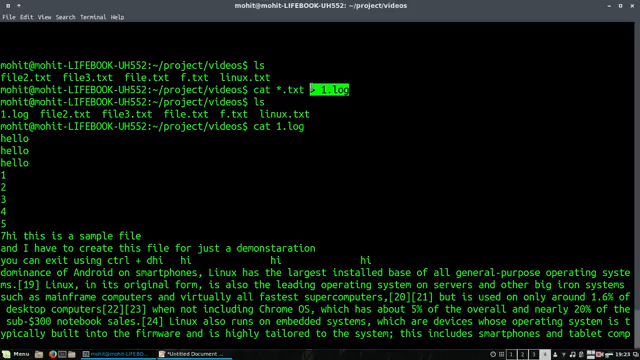 mohit@mohit-LIFEBOOK-UH552: ~/project/videos
File Edit View Search Terminal Help
mohit@mohit-LIFEBOOK-UH552:~/project/videos$ ls
file2.txt file3.txt file.txt f.txt linux.txt
mohit@mohit-LIFEBOOK-UH552:~/project/videos$ cat *.txt > 1.log
mohit@mohit-LIFEBOOK-UH552:~/project/videos$ ls
1.log file2.txt file3.txt file.txt f.txt linux.txt
mohit@mohit-LIFEBOOK-UH552:~/project/videos$ cat 1.log
hello
hello
hello
1
2
3
4
5
7hi this is a sample file
and I have to create this file for just a demonstaration
you can exit using ctrl + dhi hi hi hi
dominance of Android on smartphones, Linux has the largest installed base of all general-purpose operating syste
ms.[19] Linux, in its original form, is also the leading operating system on servers and other big iron systems
such as mainframe computers and virtually all fastest supercomputers,[20][21] but is used on only around 1.6% of
desktop computers[22][23] when not including Chrome OS, which has about 5% of the overall and nearly 20% of the
sub-$300 notebook sales.[24] Linux also runs on embedded systems, which are devices whose operating system is t
ypically built into the firmware and is highly tailored to the system; this includes smartphones and tablet comp
Menu
mohit@mohit-LIFEBOOK-UH552...
*Untitled Document ...
1 2 3 4
19:23